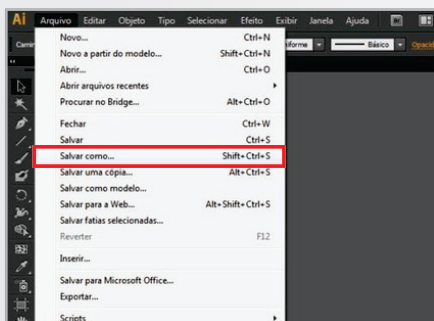 Ai Arquivo Editar Objeto Tipo Selecionar Efeito Exibir Janela Ajuda Br
Básico Opacid
Novo... Ctrl+N
Novo a partir do modelo... Shift+Ctrl+N
Abrir... Ctrl+O
Abrir arquivos recentes
Procurar no Bridge... Alt+Ctrl+O
Fechar Ctrl+W
Salvar Ctrl+S
Salvar como... Shift+Ctrl+S
Salvar uma cópia... Alt+Ctrl+S
Salvar como modelo...
Salvar para a Web... Alt+Shift+Ctrl+S
Salvar fatias selecionadas...
Reverter F12
Inserir...
Salvar para Microsoft Office...
Exportar...
Scripts